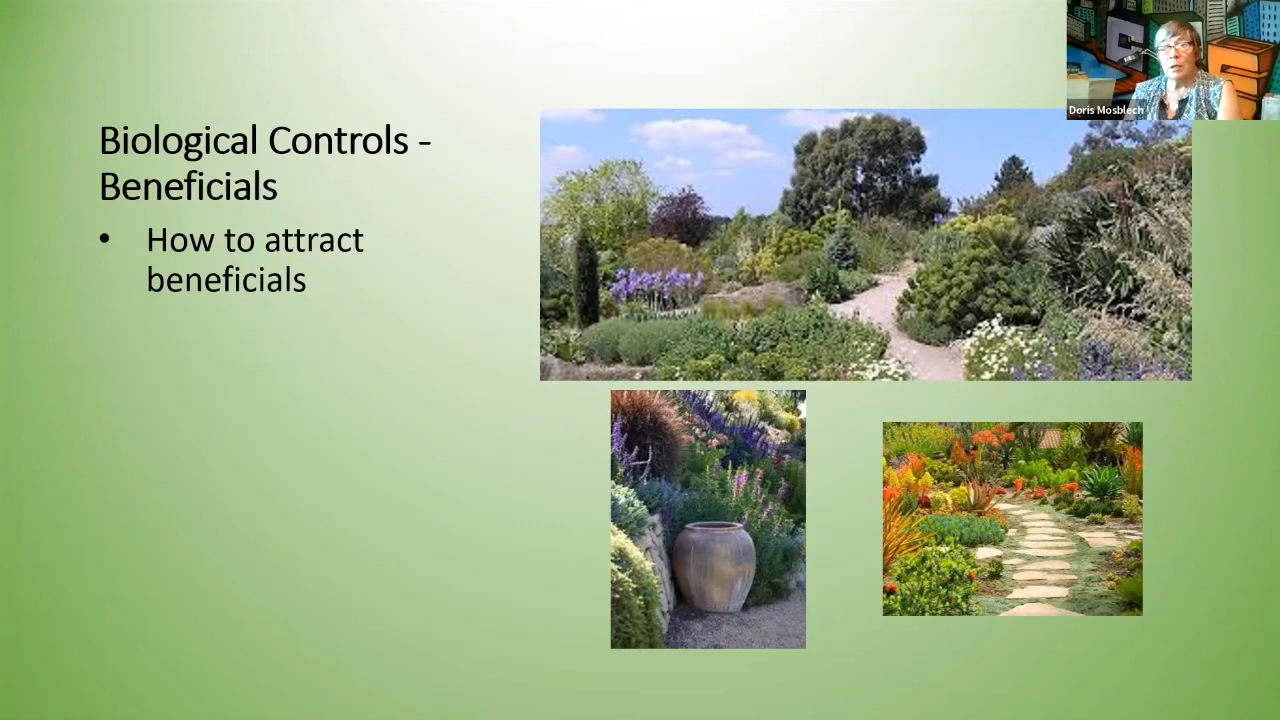 Doris Mosblech
Biological Controls -
Beneficials
• How to attract
beneficials